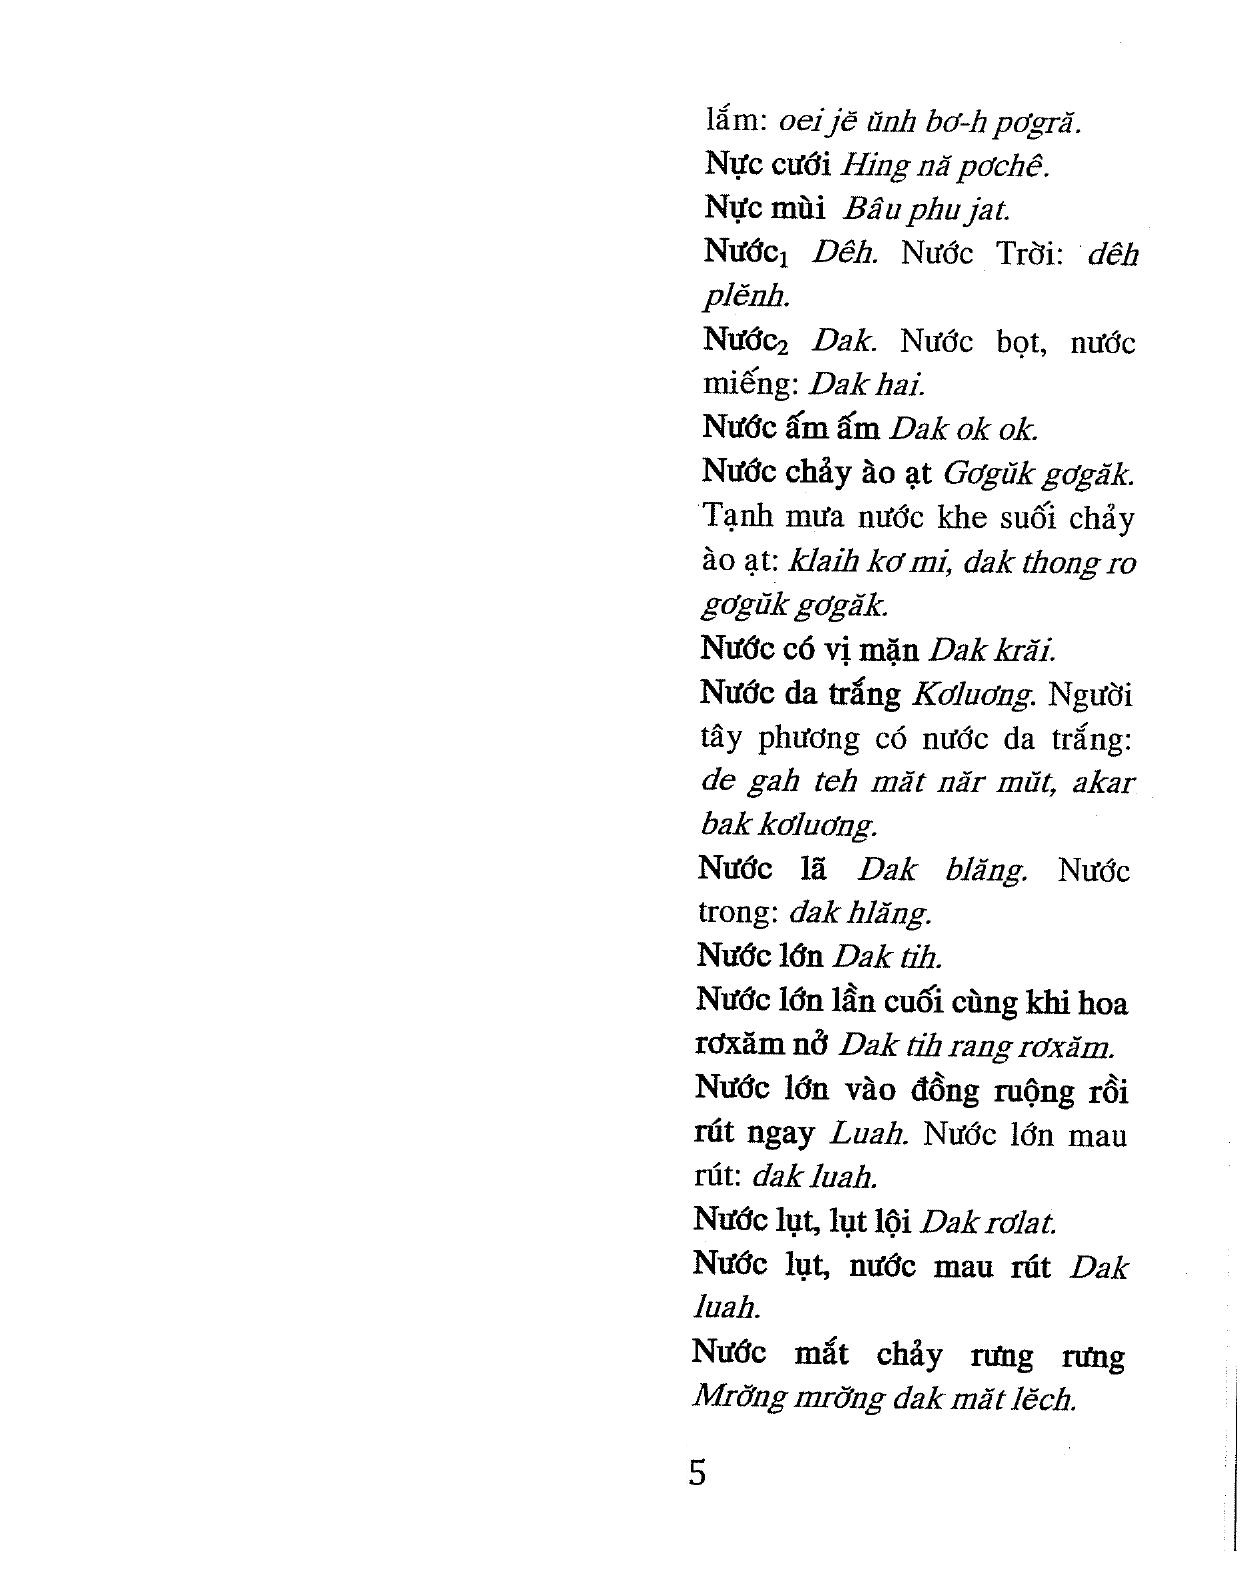 lắm: oei jĕ ŭnh bơ-h pơgră.
Nực cưới Hing nă pơchê.
Nực mùi Bâu phu jat.
Nước₁ Dêh. Nước Trời: dêh
plĕnh.
Nước₂ Dak. Nước bọt, nước
miếng: Dak hai.
Nước ấm ấm Dak ok ok.
Nước chảy ào ạt Gơgŭk gơgăk.
Tạnh mưa nước khe suối chảy
ào ạt: klaih kơ mi, dak thong ro
gơgŭk gơgăk.
Nước có vị mặn Dak krăi.
Nước da trắng Kơluơng. Người
tây phương có nước da trắng:
de gah teh măt năr mŭt, akar
bak kơluơng.
Nước lã Dak blăng. Nước
trong: dak hlăng.
Nước lớn Dak tih.
Nước lớn lần cuối cùng khi hoa
rơxăm nở Dak tih rang rơxăm.
Nước lớn vào đồng ruộng rồi
rút ngay Luah. Nước lớn mau
rút: dak luah.
Nước lụt, lụt lội Dak rơlat.
Nước lụt, nước mau rút Dak
luah.
Nước mắt chảy rưng rưng
Mrơ̆ng mrơ̆ng dak măt lĕch.
5